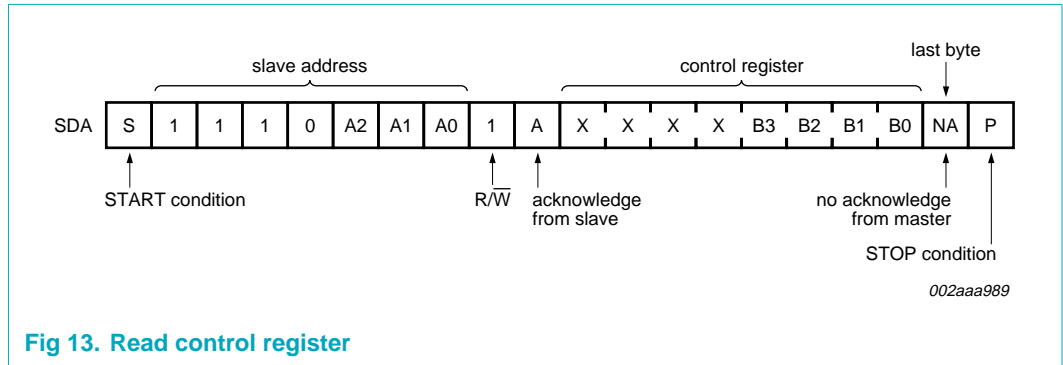 last byte
slave address control register
SDA S 1 1 1 0 A2 A1 A0 1 A X X X X B3 B2 B1 B0 NA P
START condition R/W̅ acknowledge from slave no acknowledge from master
STOP condition
002aaa989
Fig 13. Read control register